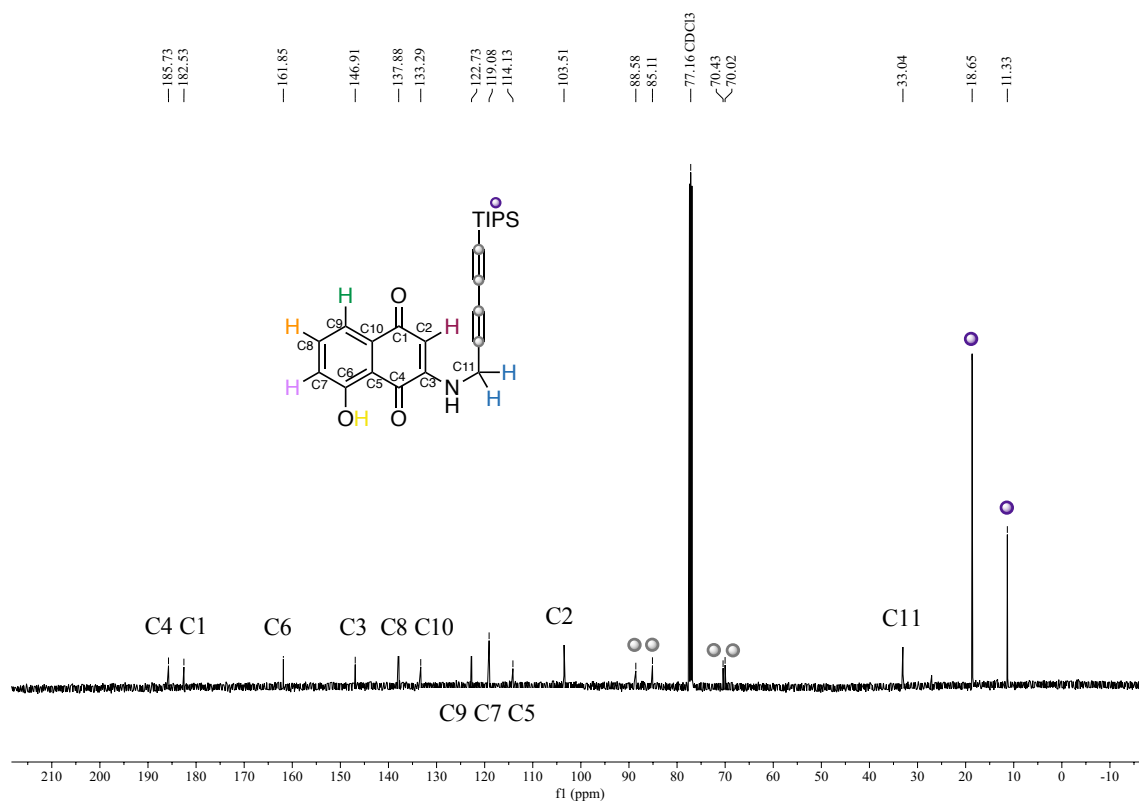 185.73
182.53
161.85
146.91
137.88
133.29
122.73
119.08
114.13
103.51
88.58
85.11
77.16 CDCl3
70.43
70.02
33.04
18.65
11.33
TIPS
H
O
H
C9
C10
C2
H
C8
C1
C11
H
C6
C4
C3
H
C7
C5
N
H
H
OH
O
C4
C1
C6
C3
C8
C10
C2
C11
C9
C7
C5
210
200
190
180
170
160
150
140
130
120
110
100
90
80
70
60
50
40
30
20
10
0
-10
f1 (ppm)